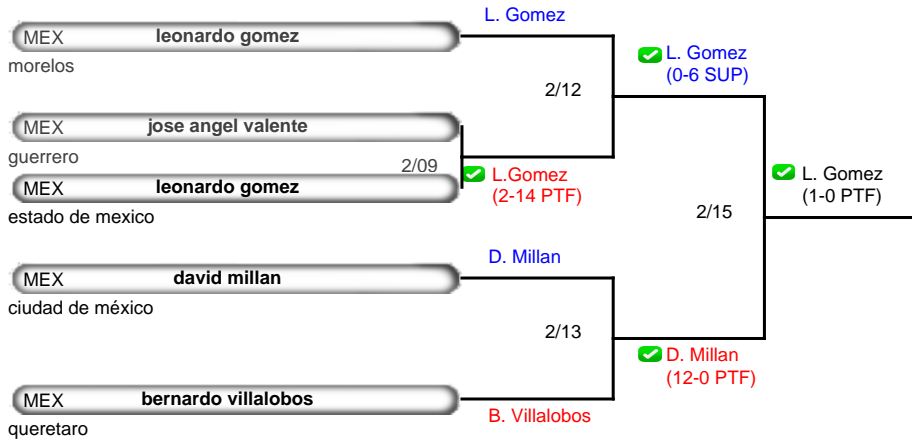 L. Gomez
MEX leonardo gomez
morelos
L. Gomez
(0-6 SUP)
2/12
MEX jose angel valente
guerrero
2/09
L.Gomez
(2-14 PTF)
MEX leonardo gomez
estado de mexico
L. Gomez
(1-0 PTF)
2/15
D. Millan
MEX david millan
ciudad de méxico
2/13
D. Millan
(12-0 PTF)
MEX bernardo villalobos
B. Villalobos
queretaro